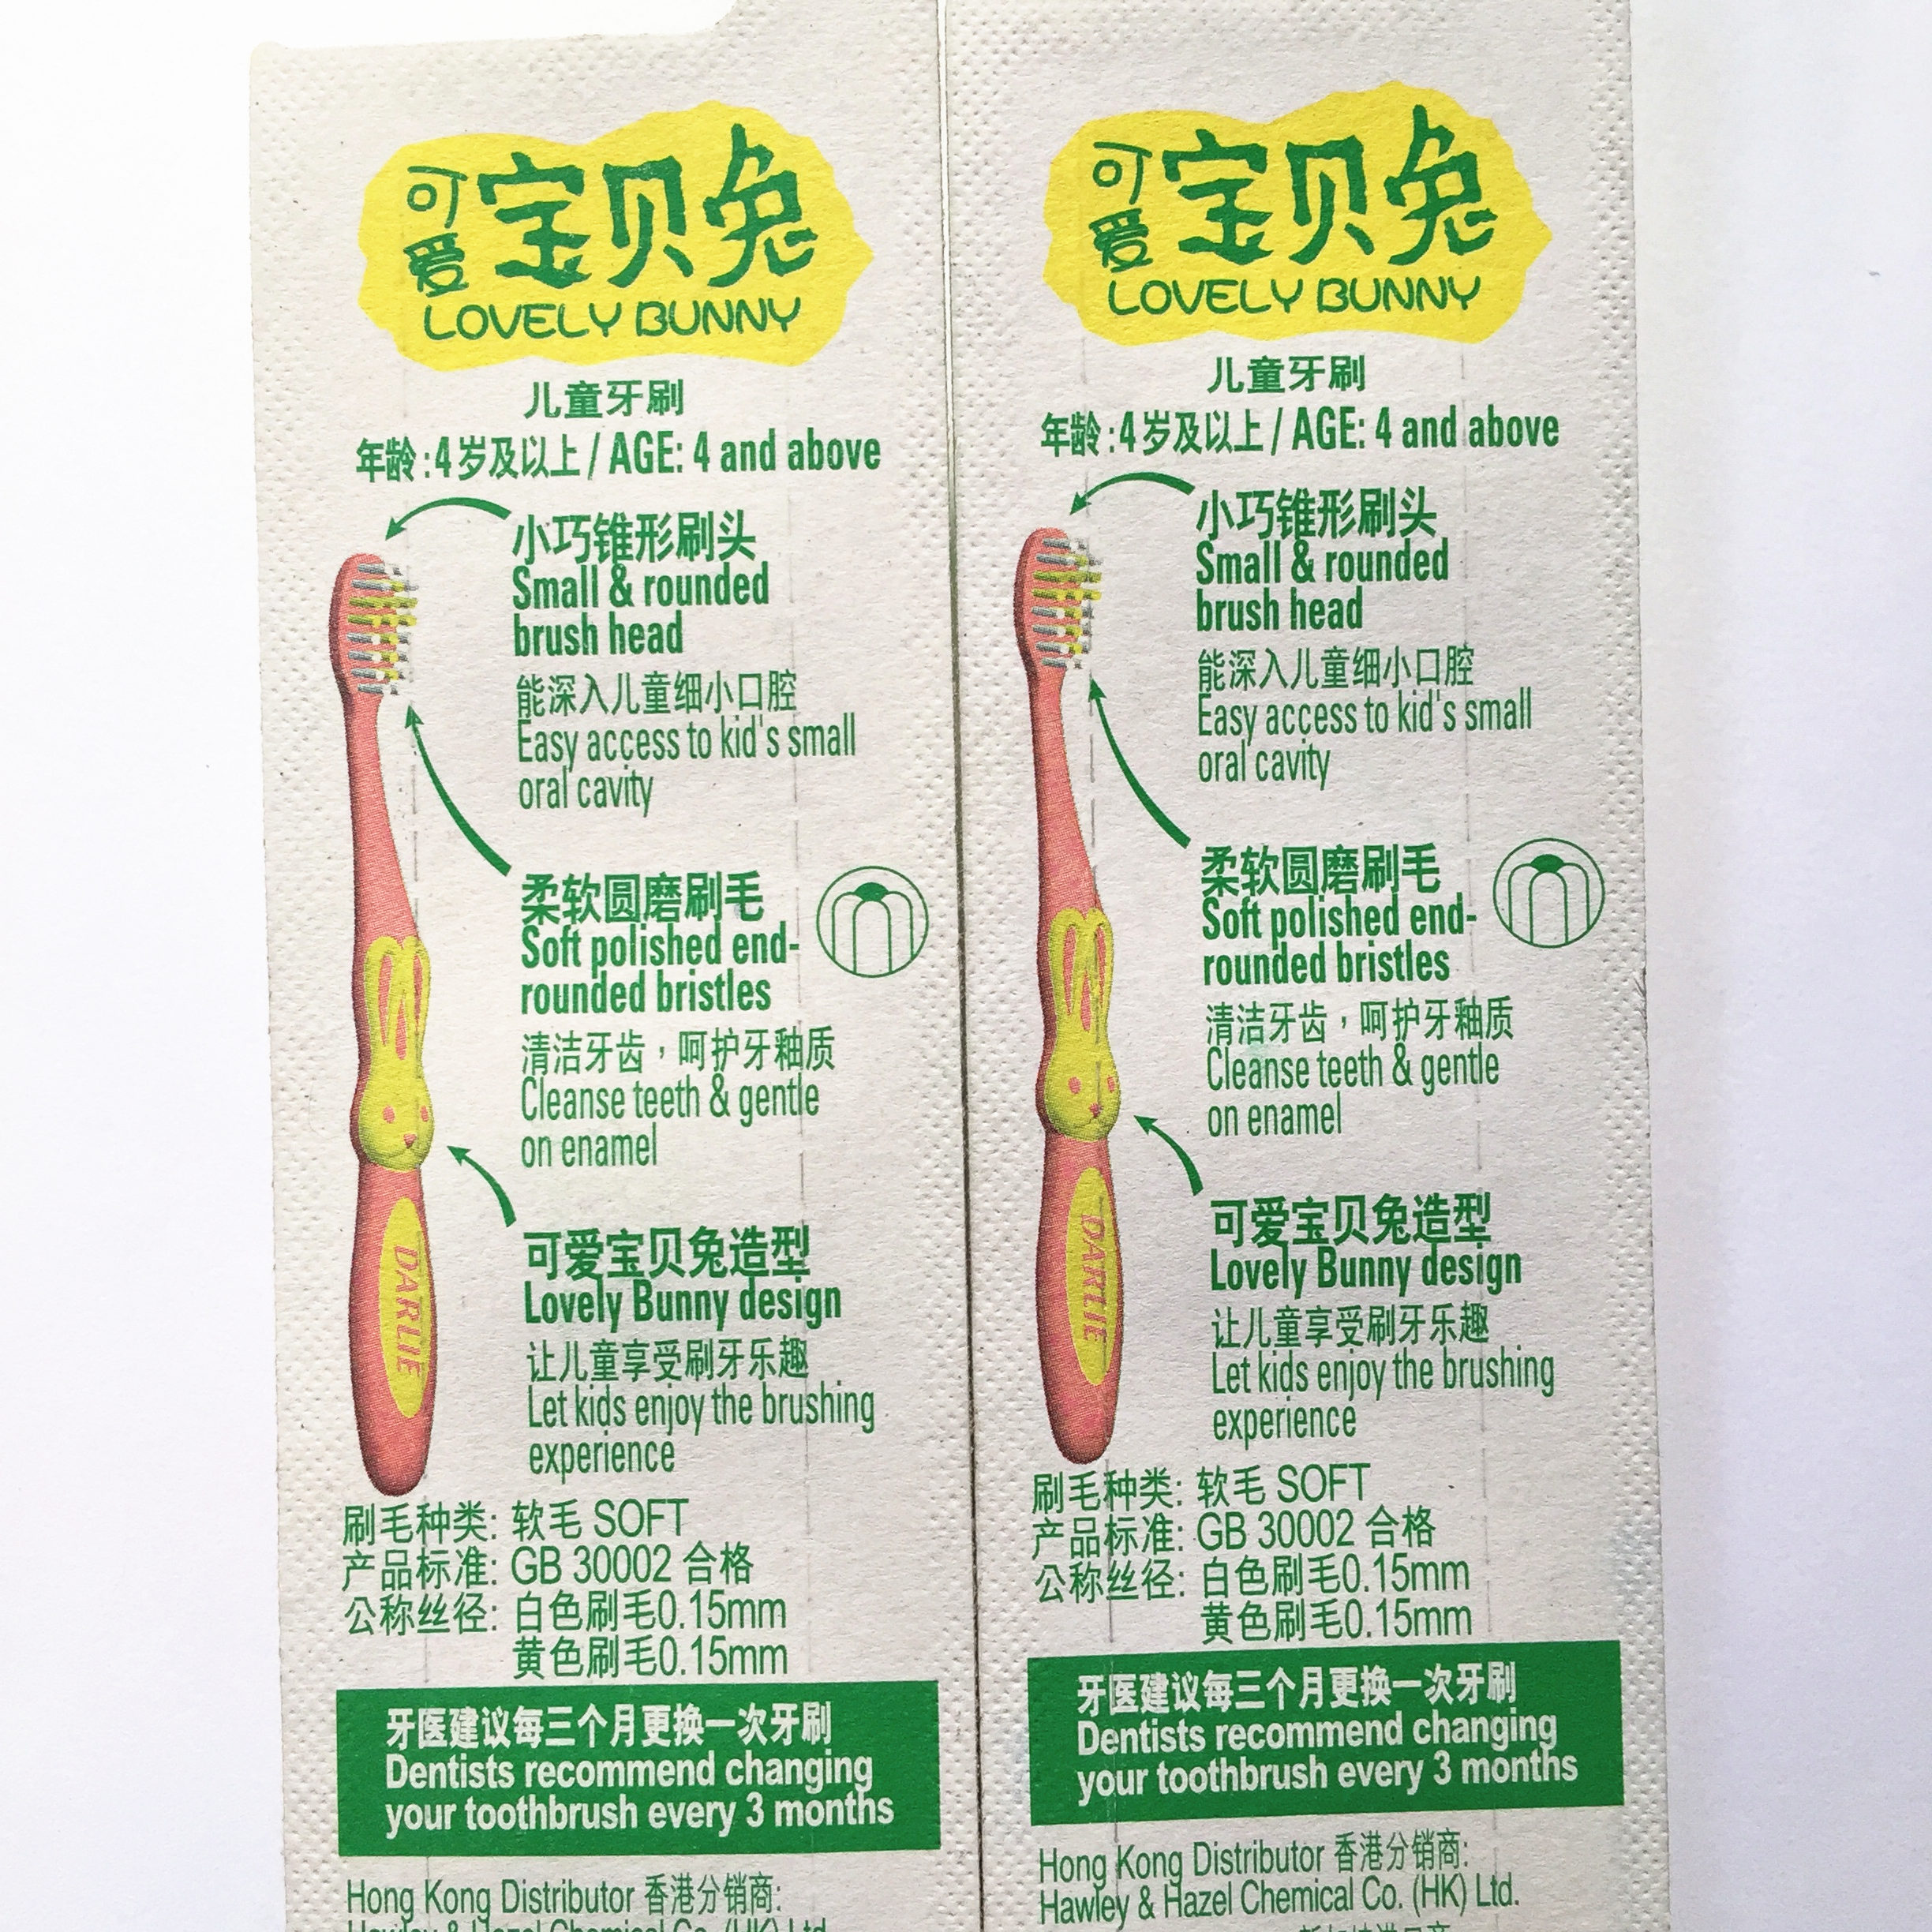 可爱宝贝兔
LOVELY BUNNY
儿童牙刷
年龄:4岁及以上 / AGE: 4 and above
小巧锥形刷头
Small & rounded
brush head
能深入儿童细小口腔
Easy access to kid's small
oral cavity
柔软圆磨刷毛
Soft polished end-
rounded bristles
清洁牙齿，呵护牙釉质
Cleanse teeth & gentle
on enamel
可爱宝贝兔造型
Lovely Bunny design
让儿童享受刷牙乐趣
Let kids enjoy the brushing
experience
DARLIE
刷毛种类: 软毛 SOFT
产品标准: GB 30002 合格
公称丝径: 白色刷毛0.15mm
黄色刷毛0.15mm
牙医建议每三个月更换一次牙刷
Dentists recommend changing
your toothbrush every 3 months
Hong Kong Distributor 香港分销商:
Hawley & Hazel Chemical Co. (HK) Ltd.
可爱宝贝兔
LOVELY BUNNY
儿童牙刷
年龄:4岁及以上 / AGE: 4 and above
小巧锥形刷头
Small & rounded
brush head
能深入儿童细小口腔
Easy access to kid's small
oral cavity
柔软圆磨刷毛
Soft polished end-
rounded bristles
清洁牙齿，呵护牙釉质
Cleanse teeth & gentle
on enamel
可爱宝贝兔造型
Lovely Bunny design
让儿童享受刷牙乐趣
Let kids enjoy the brushing
experience
DARLIE
刷毛种类: 软毛 SOFT
产品标准: GB 30002 合格
公称丝径: 白色刷毛0.15mm
黄色刷毛0.15mm
牙医建议每三个月更换一次牙刷
Dentists recommend changing
your toothbrush every 3 months
Hong Kong Distributor 香港分销商:
Hawley & Hazel Chemical Co. (HK) Ltd.